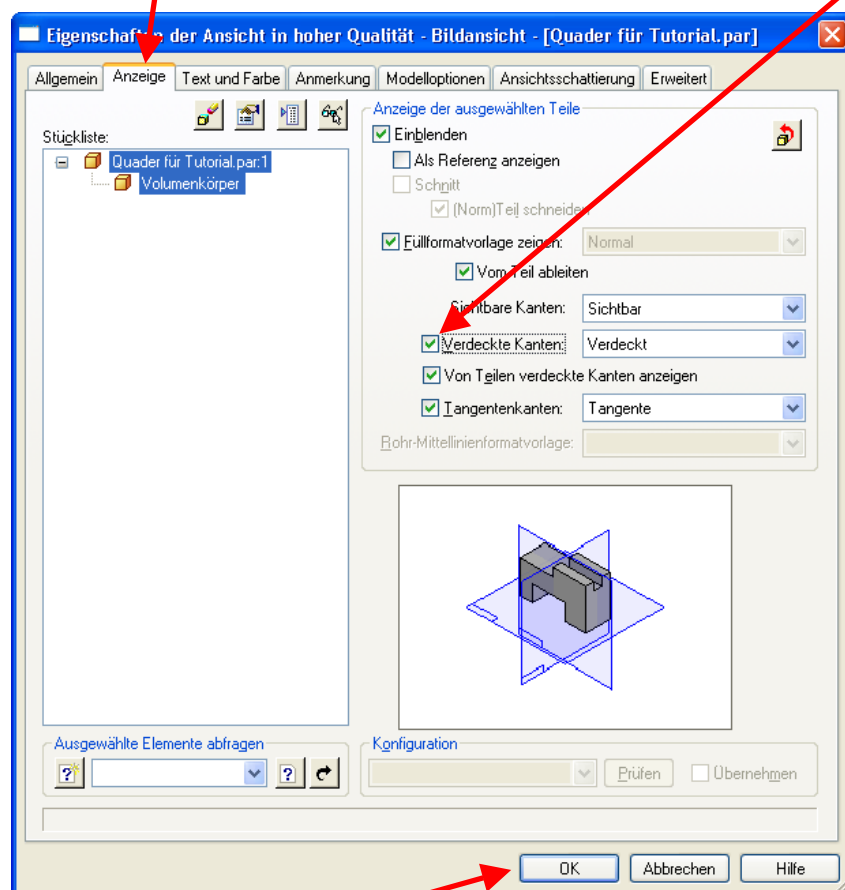 Eigenschaften der Ansicht in hoher Qualität - Bildansicht - [Quader für Tutorial.par]
Allgemein Anzeige Text und Farbe Anmerkung Modelloptionen Ansichtsschattierung Erweitert
Stückliste:
Quader für Tutorial.par:1
Volumenkörper
Anzeige der ausgewählten Teile
Einblenden
Als Referenz anzeigen
Schnitt
(Norm)Teil schneiden
Füllformatvorlage zeigen: Normal
Vom Teil ableiten
Sichtbare Kanten: Sichtbar
Verdeckte Kanten: Verdeckt
Von Teilen verdeckte Kanten anzeigen
Tangentenkanten: Tangente
Rohr-Mittellinienformatvorlage:
Ausgewählte Elemente abfragen
Konfiguration
Prüfen Übernehmen
OK Abbrechen Hilfe